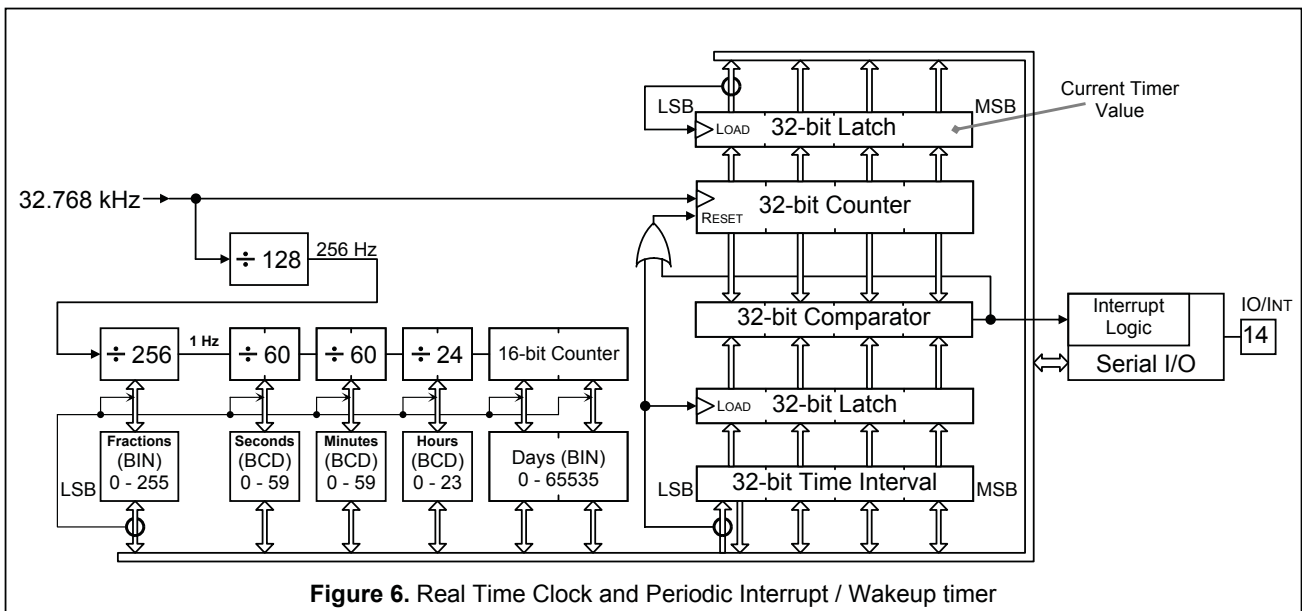 Current Timer
Value
LSB
MSB
LOAD
32-bit Latch
32.768 kHz
32-bit Counter
RESET
÷ 128
256 Hz
÷ 256
1 Hz
÷ 60
÷ 60
÷ 24
16-bit Counter
32-bit Comparator
Interrupt
Logic
Serial I/O
IO/INT
14
LOAD
32-bit Latch
Fractions
(BIN)
0 - 255
Seconds
(BCD)
0 - 59
Minutes
(BCD)
0 - 59
Hours
(BCD)
0 - 23
Days (BIN)
0 - 65535
LSB
LSB
32-bit Time Interval
MSB
Figure 6. Real Time Clock and Periodic Interrupt / Wakeup timer